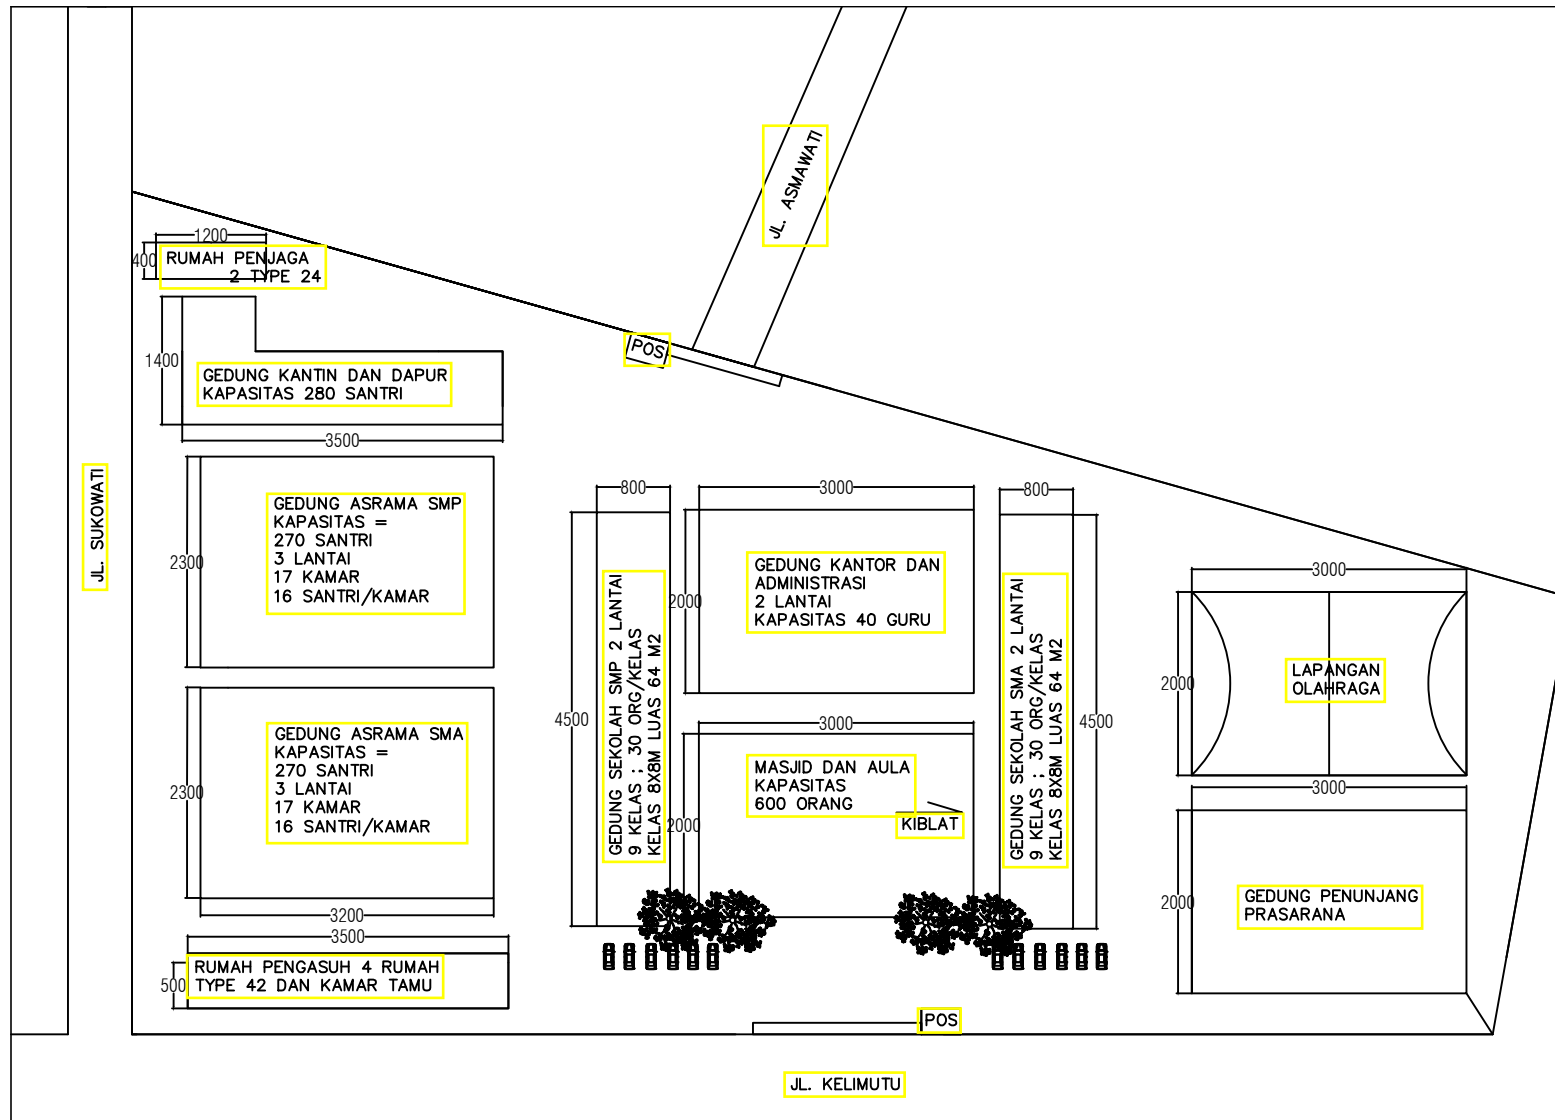 JL. ASMAWATI
1200
400
RUMAH PENJAGA
2 TYPE 24
POS
1400
GEDUNG KANTIN DAN DAPUR
KAPASITAS 280 SANTRI
3500
JL. SUKOWATI
2300
GEDUNG ASRAMA SMP
KAPASITAS =
270 SANTRI
3 LANTAI
17 KAMAR
16 SANTRI/KAMAR
2300
GEDUNG ASRAMA SMA
KAPASITAS =
270 SANTRI
3 LANTAI
17 KAMAR
16 SANTRI/KAMAR
3200
3500
500
RUMAH PENGASUH 4 RUMAH
TYPE 42 DAN KAMAR TAMU
800
4500
GEDUNG SEKOLAH SMP 2 LANTAI
9 KELAS ; 30 ORG/KELAS
KELAS 8X8M LUAS 64 M2
3000
2000
GEDUNG KANTOR DAN
ADMINISTRASI
2 LANTAI
KAPASITAS 40 GURU
3000
2000
MASJID DAN AULA
KAPASITAS
600 ORANG
KIBLAT
800
GEDUNG SEKOLAH SMA 2 LANTAI
9 KELAS ; 30 ORG/KELAS
KELAS 8X8M LUAS 64 M2
4500
3000
2000
LAPANGAN
OLAHRAGA
3000
2000
GEDUNG PENUNJANG
PRASARANA
POS
JL. KELIMUTU